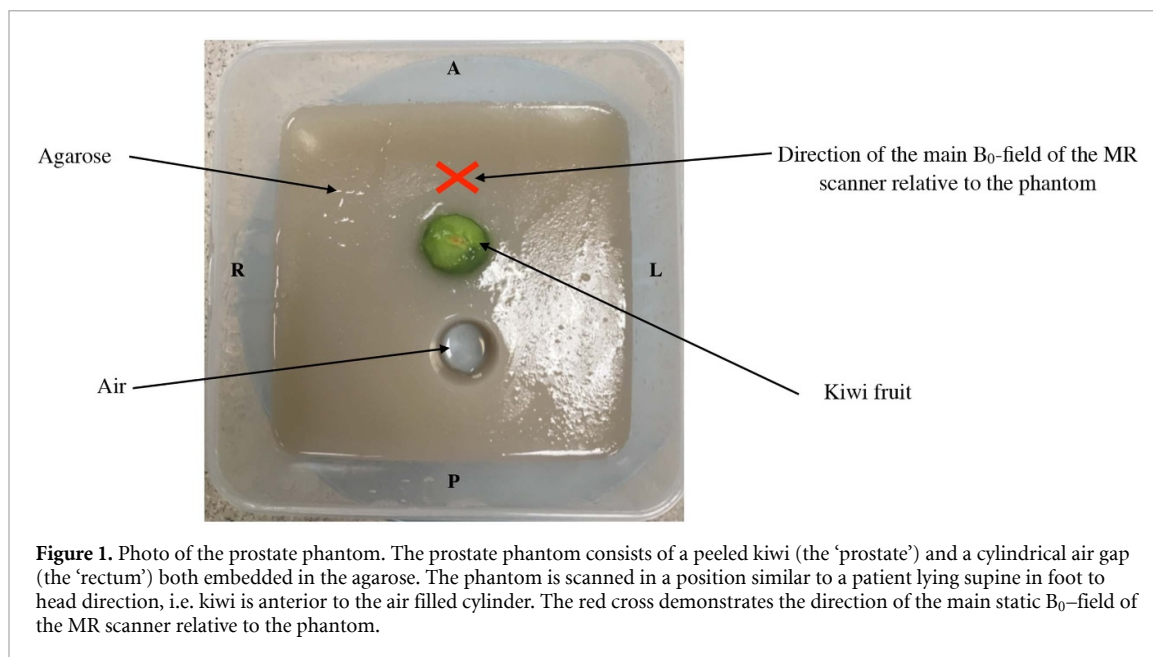 A
Agarose
Direction of the main B₀-field of the MR
scanner relative to the phantom
R
L
Air
Kiwi fruit
P
Figure 1. Photo of the prostate phantom. The prostate phantom consists of a peeled kiwi (the ‘prostate’) and a cylindrical air gap
(the ‘rectum’) both embedded in the agarose. The phantom is scanned in a position similar to a patient lying supine in foot to
head direction, i.e. kiwi is anterior to the air filled cylinder. The red cross demonstrates the direction of the main static B₀–field of
the MR scanner relative to the phantom.